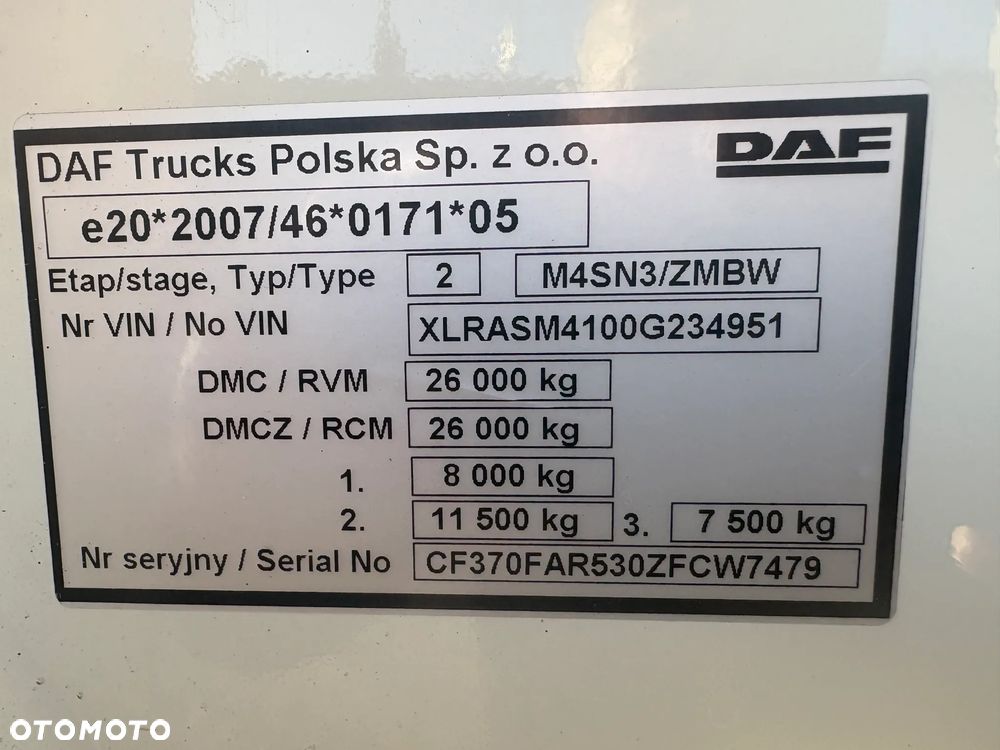 DAF Trucks Polska Sp. z o.o. DAF
e20*2007/46*0171*05
Etap/stage, Typ/Type 2 M4SN3/ZMBW
Nr VIN / No VIN XLRASM4100G234951
DMC / RVM 26 000 kg
DMCZ / RCM 26 000 kg
1. 8 000 kg
2. 11 500 kg 3. 7 500 kg
Nr seryjny / Serial No CF370FAR530ZFCW7479
OTOMOTO